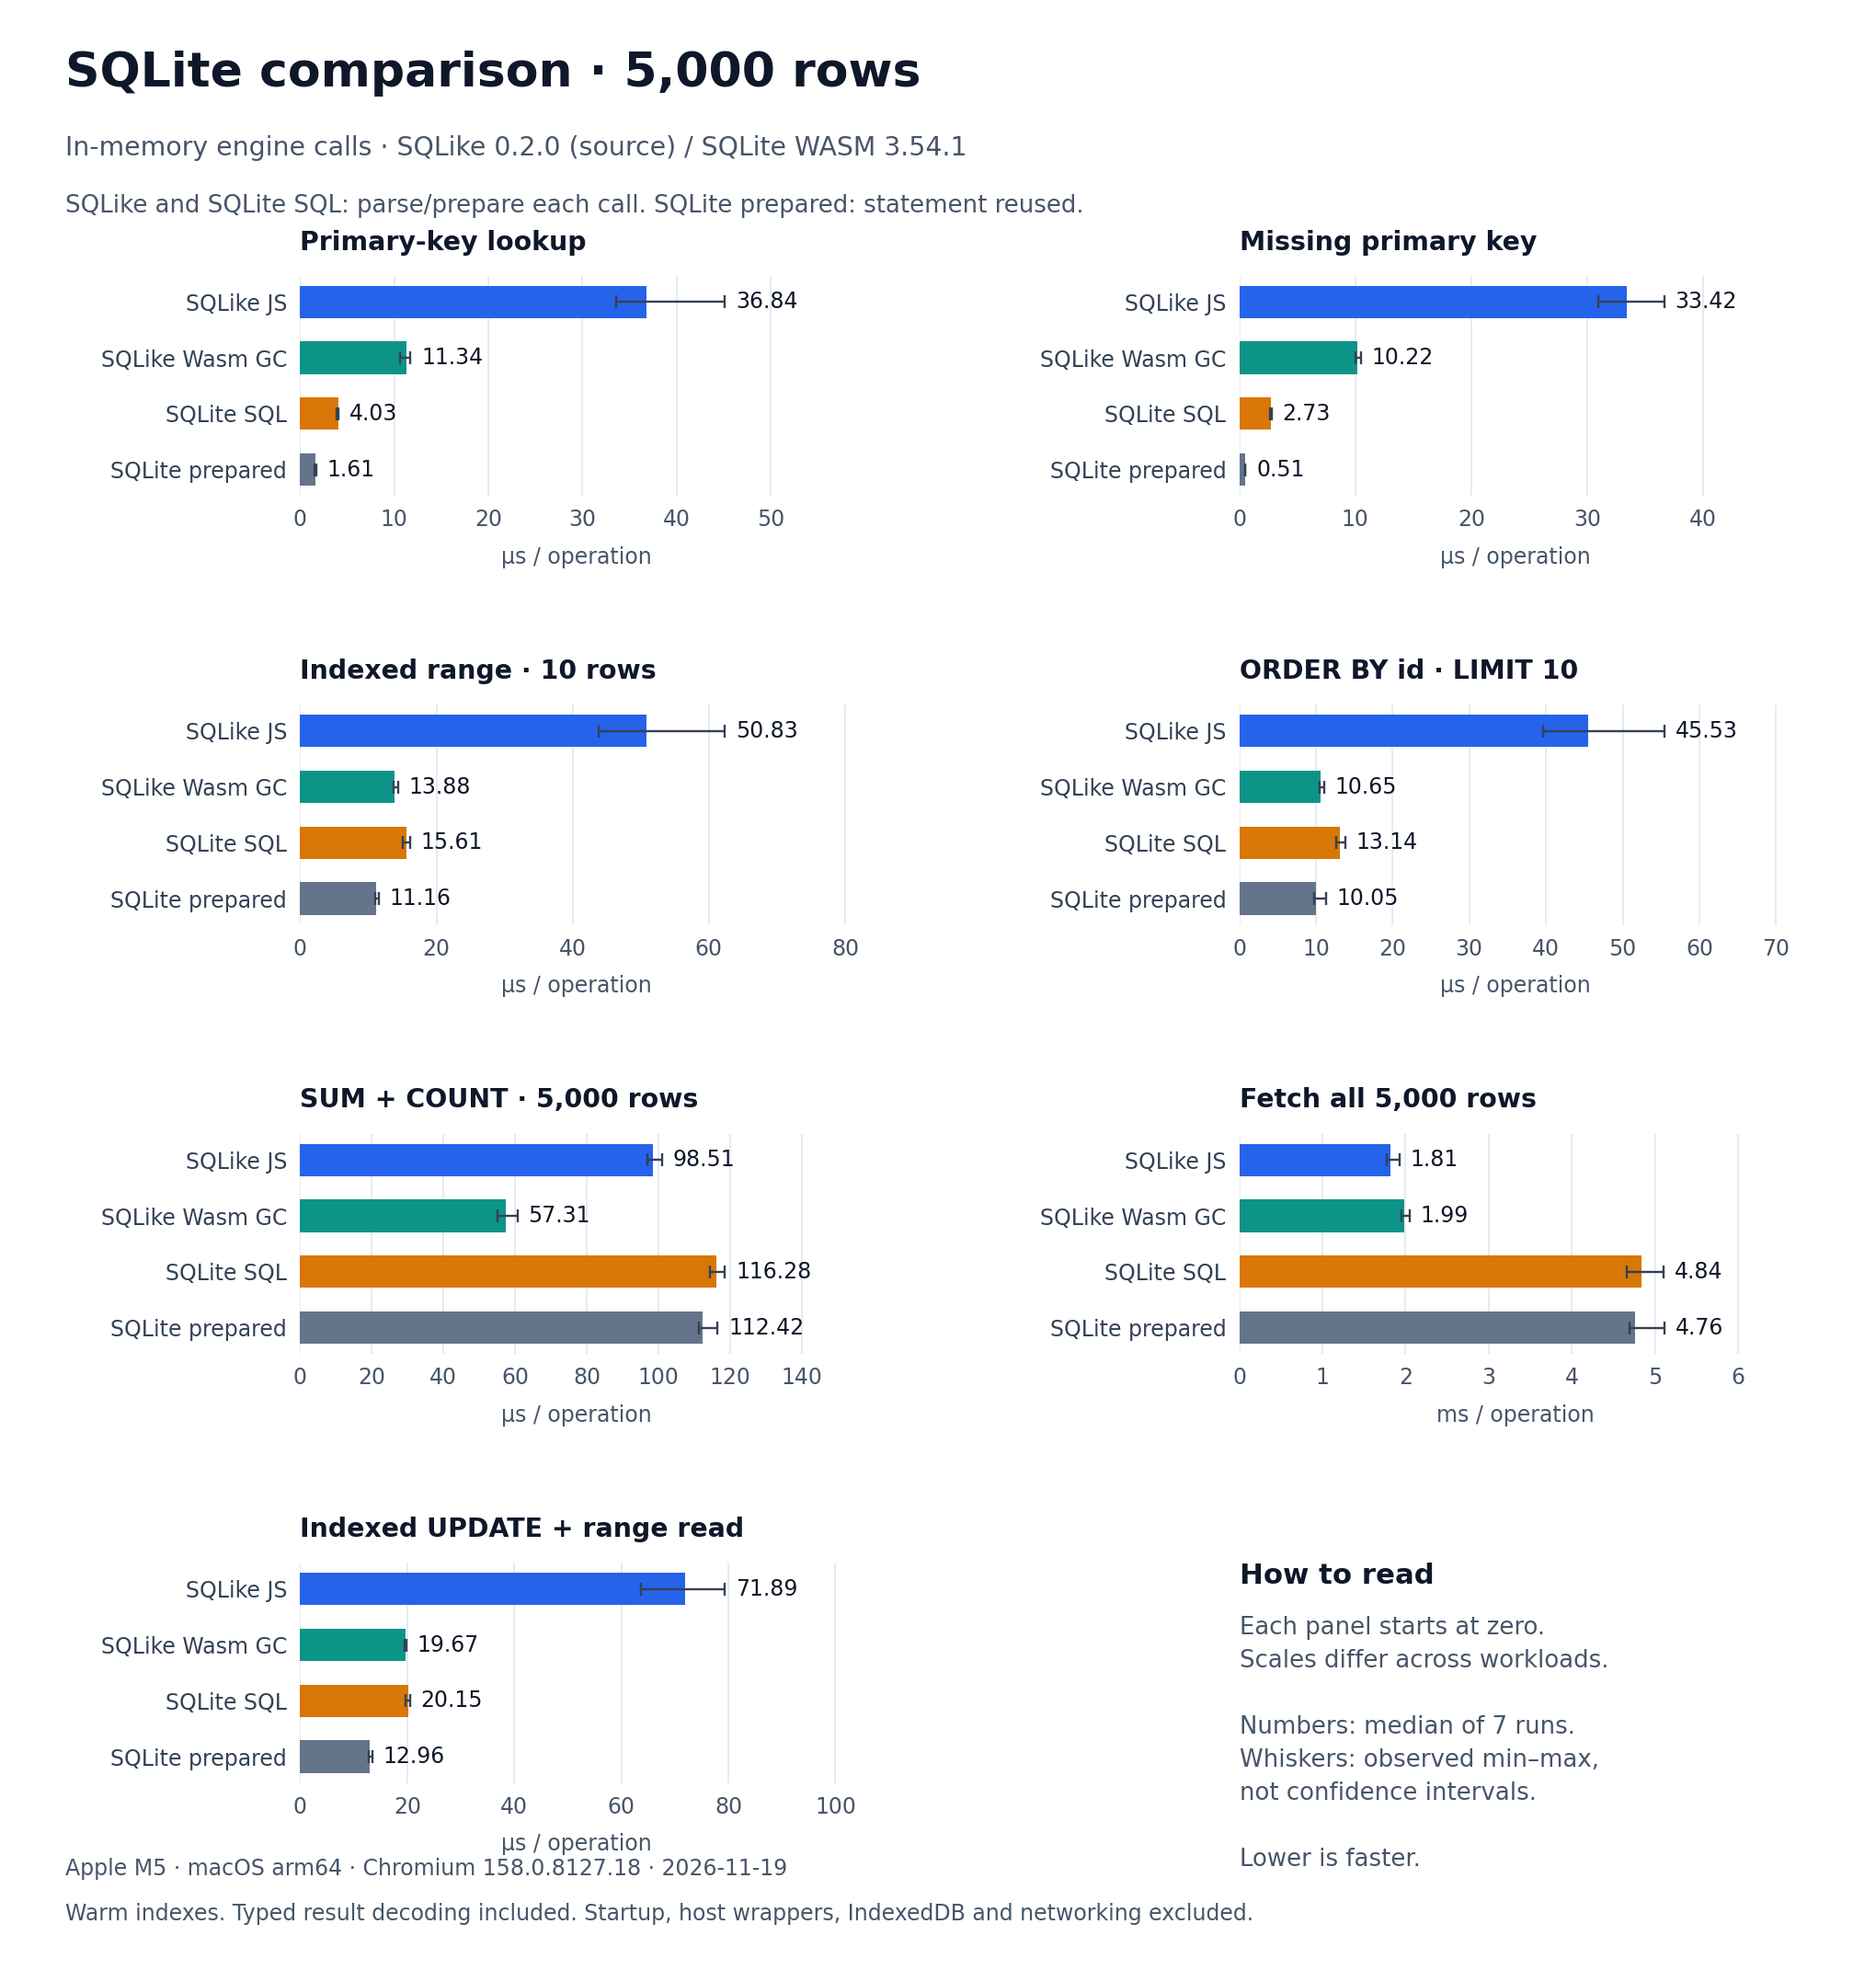 SQLite comparison · 5,000 rows
In-memory engine calls · SQLike 0.2.0 (source) / SQLite WASM 3.54.1
SQLike and SQLite SQL: parse/prepare each call. SQLite prepared: statement reused.
Primary-key lookup
SQLike JS
36.84
SQLike Wasm GC
11.34
SQLite SQL
4.03
SQLite prepared
1.61
0 10 20 30 40 50
µs / operation
Missing primary key
SQLike JS
33.42
SQLike Wasm GC
10.22
SQLite SQL
2.73
SQLite prepared
0.51
0 10 20 30 40
µs / operation
Indexed range · 10 rows
SQLike JS
50.83
SQLike Wasm GC
13.88
SQLite SQL
15.61
SQLite prepared
11.16
0 20 40 60 80
µs / operation
ORDER BY id · LIMIT 10
SQLike JS
45.53
SQLike Wasm GC
10.65
SQLite SQL
13.14
SQLite prepared
10.05
0 10 20 30 40 50 60 70
µs / operation
SUM + COUNT · 5,000 rows
SQLike JS
98.51
SQLike Wasm GC
57.31
SQLite SQL
116.28
SQLite prepared
112.42
0 20 40 60 80 100 120 140
µs / operation
Fetch all 5,000 rows
SQLike JS
1.81
SQLike Wasm GC
1.99
SQLite SQL
4.84
SQLite prepared
4.76
0 1 2 3 4 5 6
ms / operation
Indexed UPDATE + range read
SQLike JS
71.89
SQLike Wasm GC
19.67
SQLite SQL
20.15
SQLite prepared
12.96
0 20 40 60 80 100
µs / operation
How to read
Each panel starts at zero.
Scales differ across workloads.
Numbers: median of 7 runs.
Whiskers: observed min–max,
not confidence intervals.
Lower is faster.
Apple M5 · macOS arm64 · Chromium 158.0.8127.18 · 2026-11-19
Warm indexes. Typed result decoding included. Startup, host wrappers, IndexedDB and networking excluded.